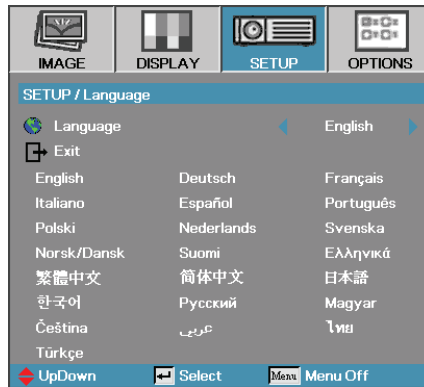 IMAGE DISPLAY SETUP OPTIONS
SETUP / Language
Language English
Exit
English Deutsch Français
Italiano Español Português
Polski Nederlands Svenska
Norsk/Dansk Suomi Ελληνικά
繁體中文 简体中文 日本語
한국어 Русский Magyar
Čeština عربي ไทย
Türkçe
UpDown Select Menu Menu Off